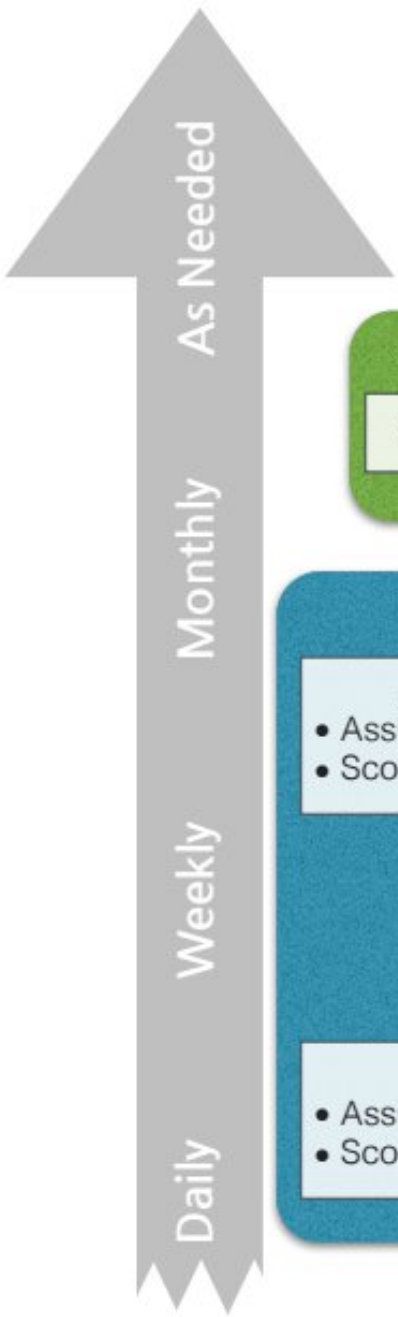 As Needed
Monthly
Weekly
Daily
• Ass
• Sco
• Ass
• Sco